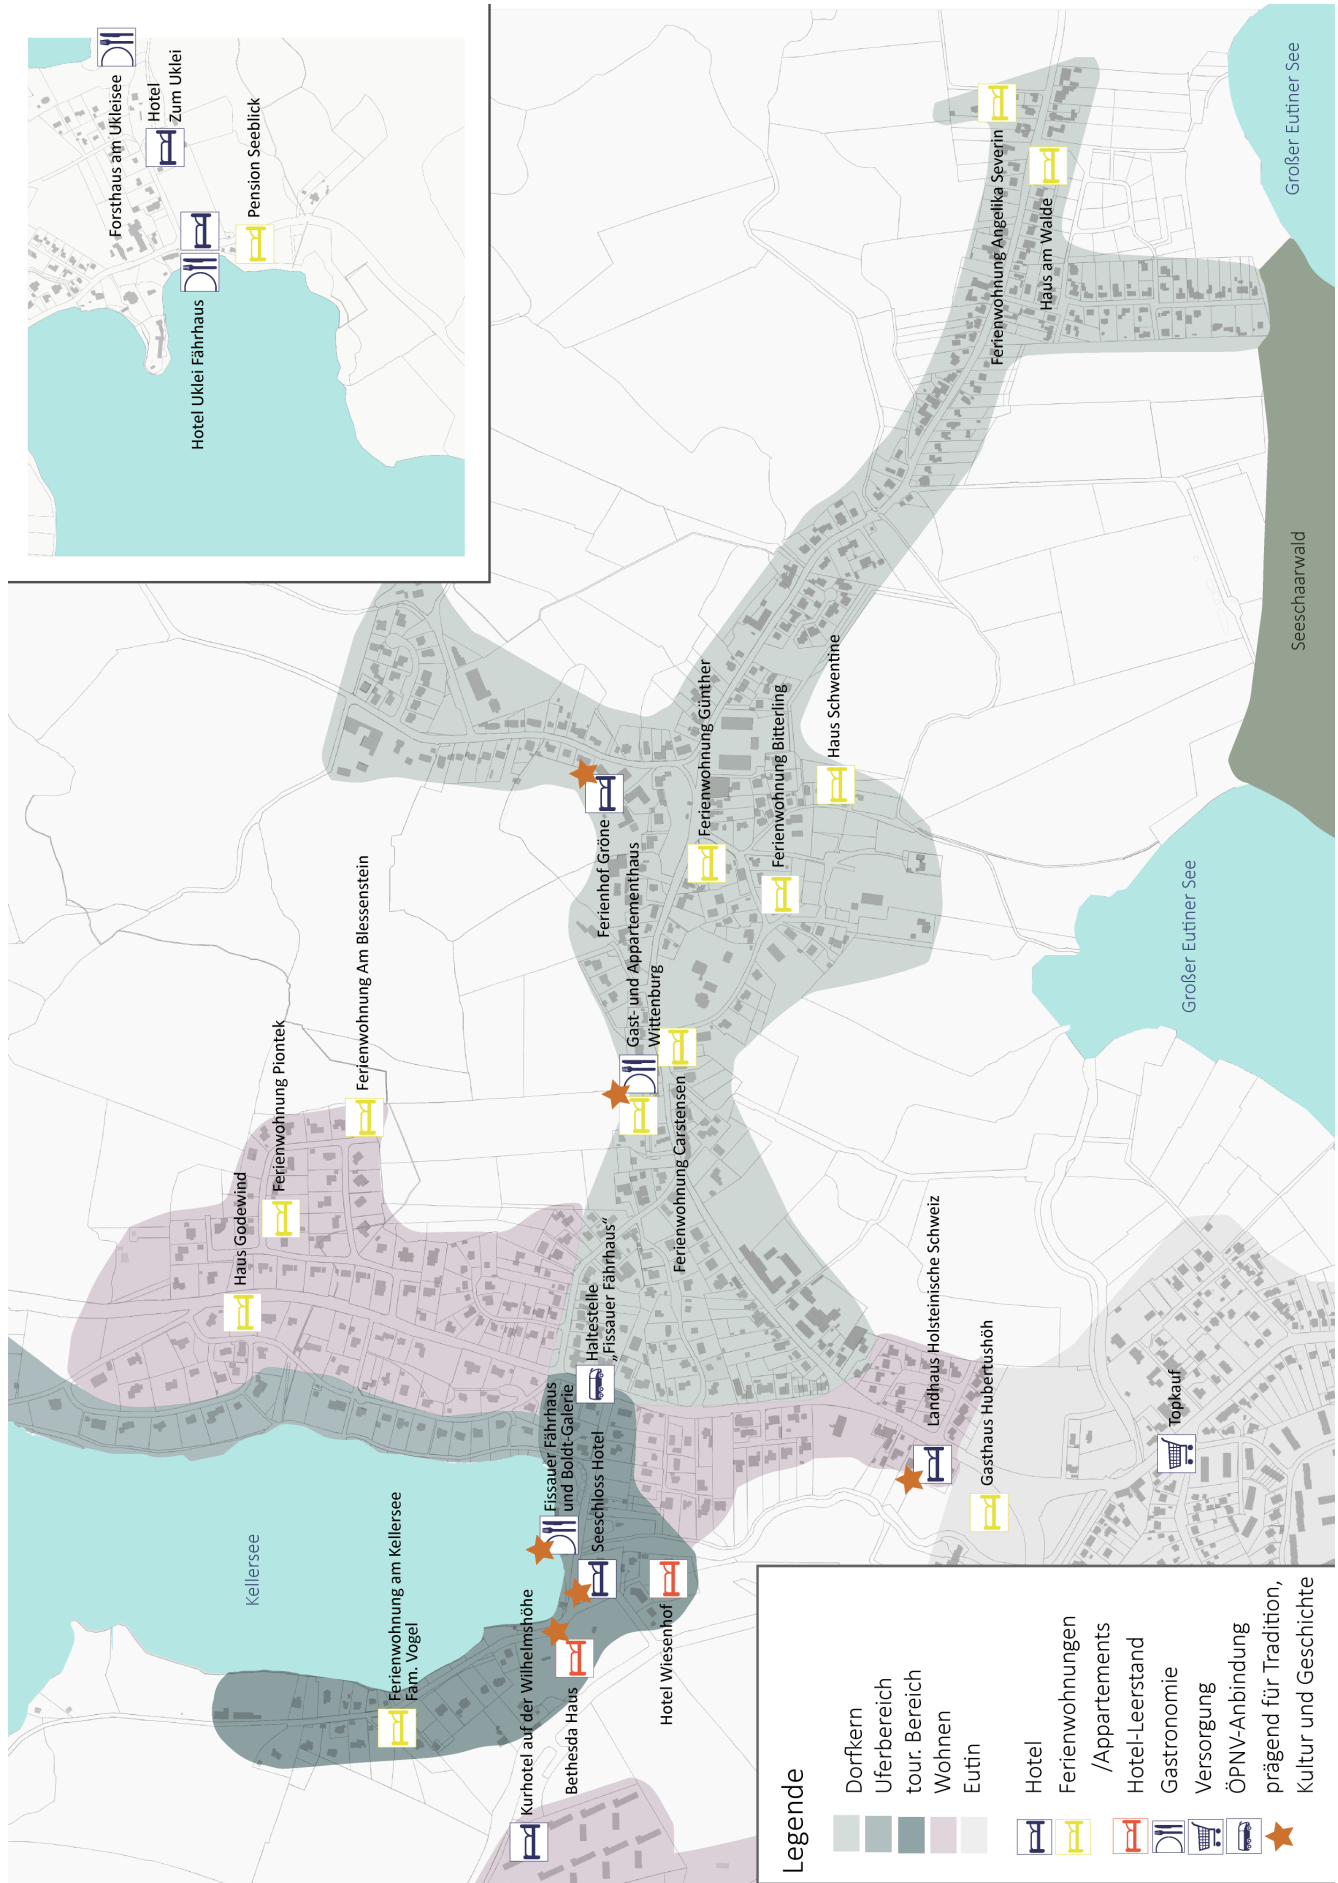 Forsthaus am Ukleisee
Hotel
Zum Uklei
Pension Seeblick
Hotel Uklei Fährhaus
Großer Eutiner See
Ferienwohnung Angelika Severin
Haus am Walde
Seeschaarwald
Haus Schwentine
Ferienwohnung Günther
Ferienwohnung Bitterling
Ferienhof Gröne
Gast- und Appartementhaus
Wittenburg
Ferienwohnung Am Blessenstein
Ferienwohnung Piontek
Haus Godewind
Ferienwohnung Carstensen
Großer Eutiner See
Haltestelle
„Fissauer Fährhaus“
Landhaus Holsteinische Schweiz
Gasthaus Hubertushöh
Topkauf
Fissauer Fährhaus
und Boldt-Galerie
Seeschloss Hotel
Kellersee
Ferienwohnung am Kellersee
Fam. Vogel
Kurhotel auf der Wilhelmshöhe
Bethesda Haus
Hotel Wiesenhof
Legende
Dorfkern
Uferbereich
tour. Bereich
Wohnen
Eutin
Hotel
Ferienwohnungen
/Appartements
Hotel-Leerstand
Gastronomie
Versorgung
ÖPNV-Anbindung
prägend für Tradition,
Kultur und Geschichte